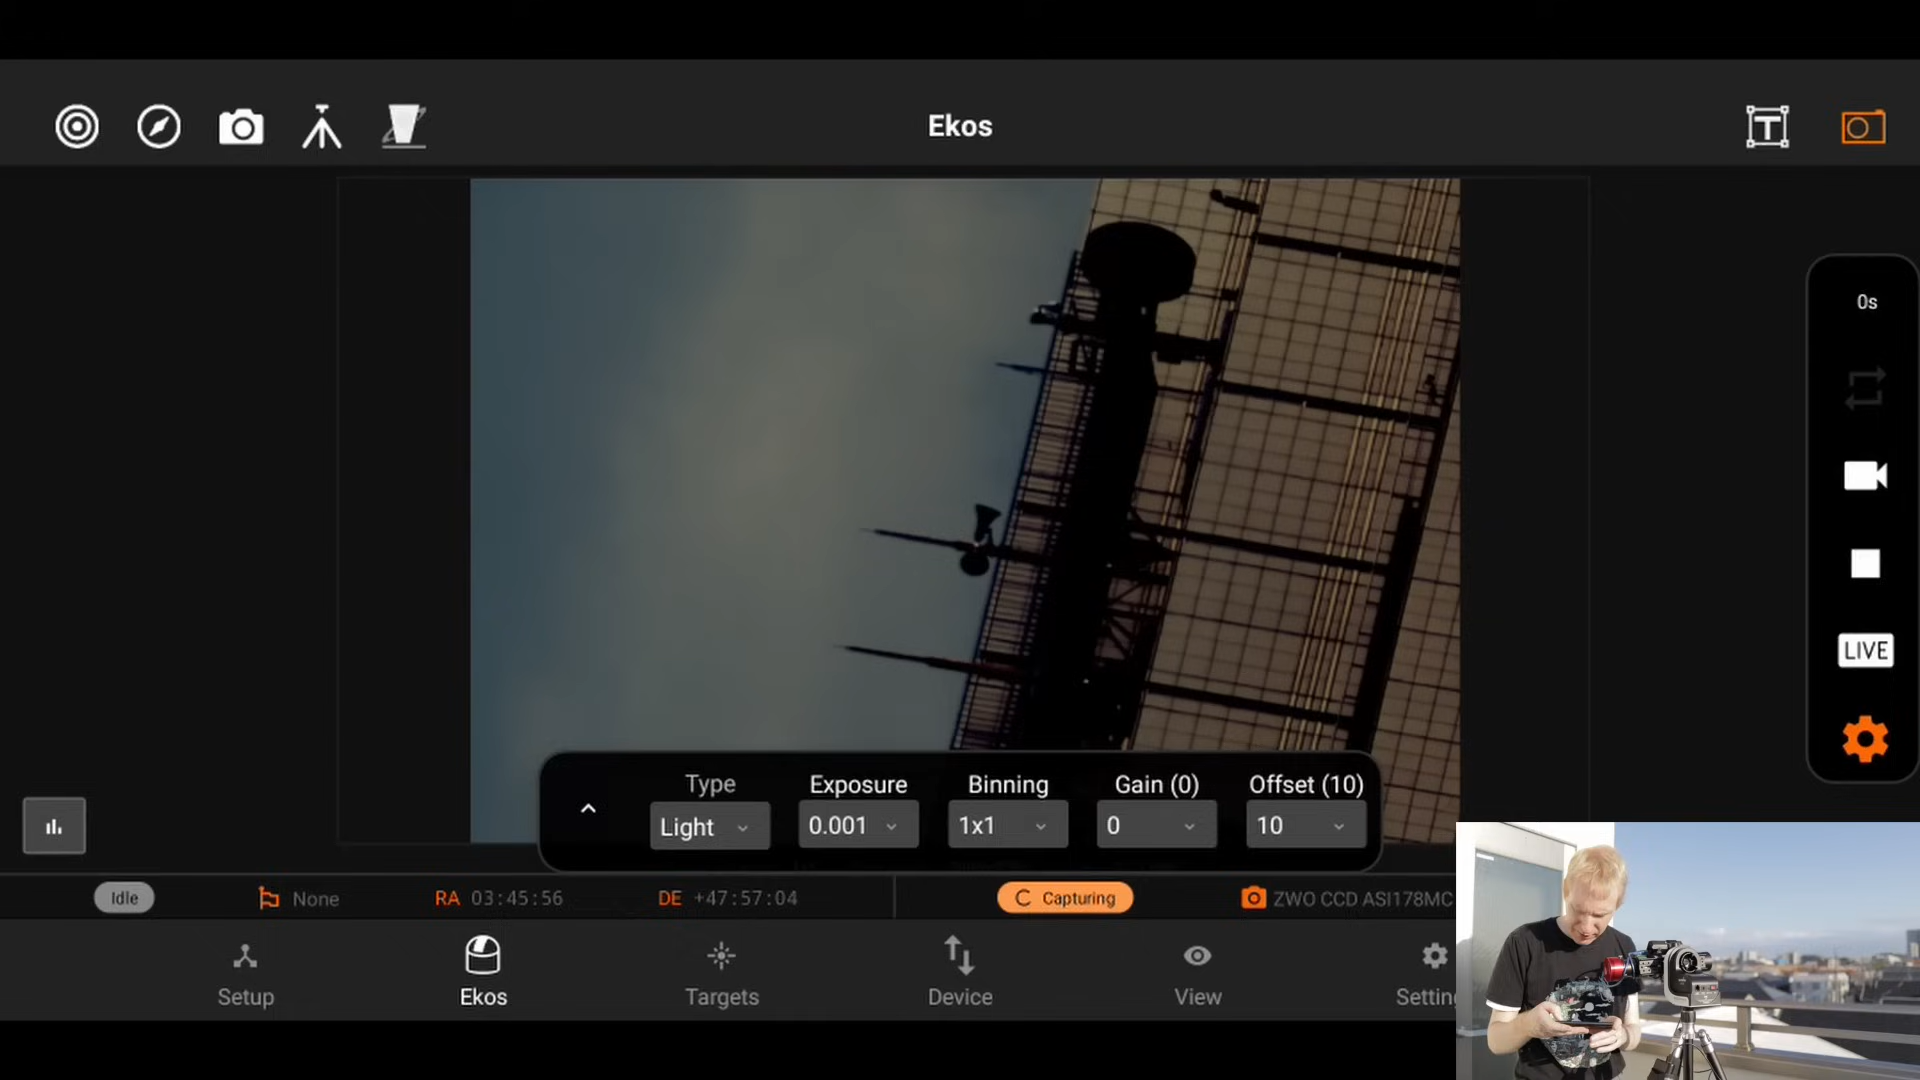 Ekos
T
0s
LIVE
Type Exposure Binning Gain (0) Offset (10)
Light 0.001 1x1 0 10
Idle None RA 03:45:56 DE +47:57:04 Capturing ZWO CCD ASI178MC
Setup Ekos Targets Device View Settin